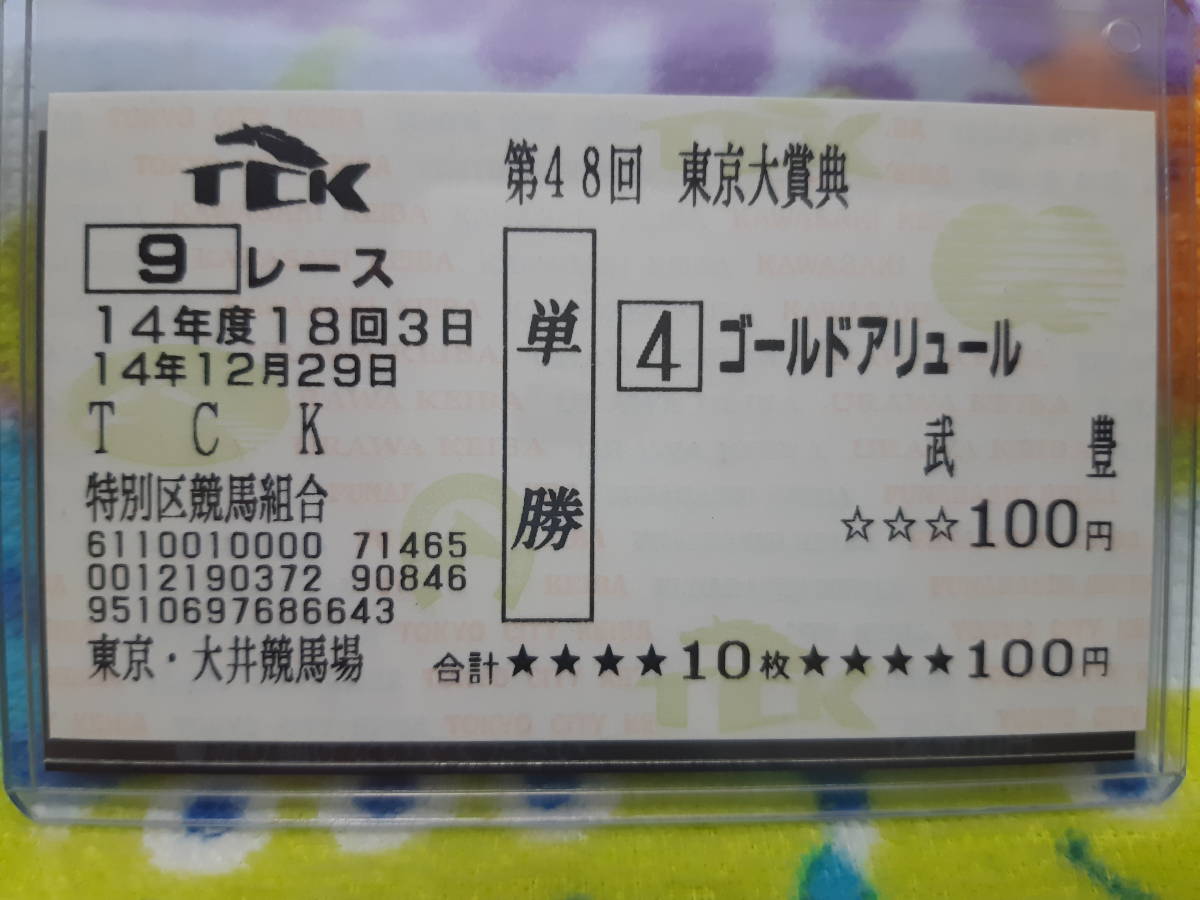 TCK
第48回 東京大賞典
9レース
14年度18回3日
14年12月29日
TCK
特別区競馬組合
6110010000 71465
0012190372 90846
9510697686643
東京・大井競馬場
単勝
4 ゴールドアリュール
武 豊
☆☆☆100円
合計★★★★10枚★★★★100円